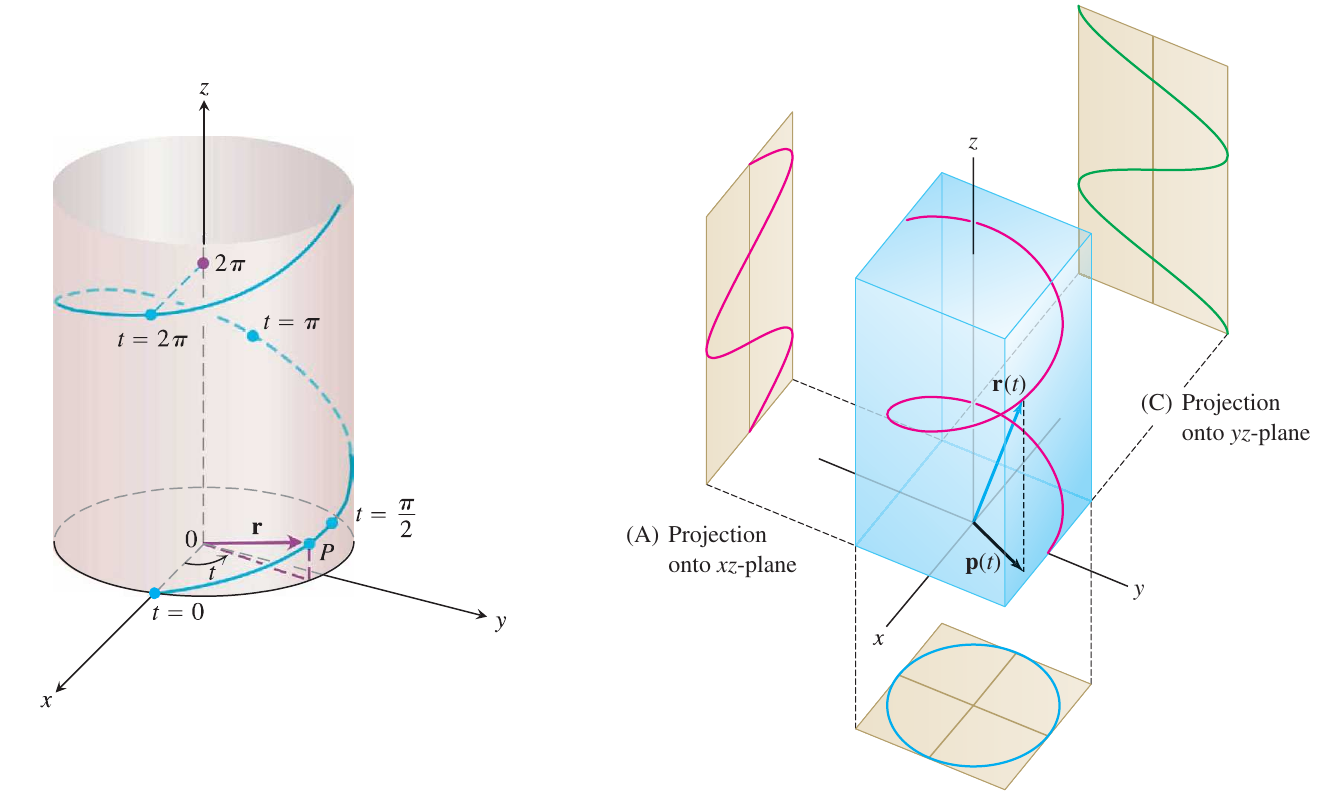 z
2π
t = 2π
t = π
t = π/2
0
r
P
t
t = 0
y
x
z
r(t)
p(t)
y
x
(A) Projection
onto xz-plane
(C) Projection
onto yz-plane